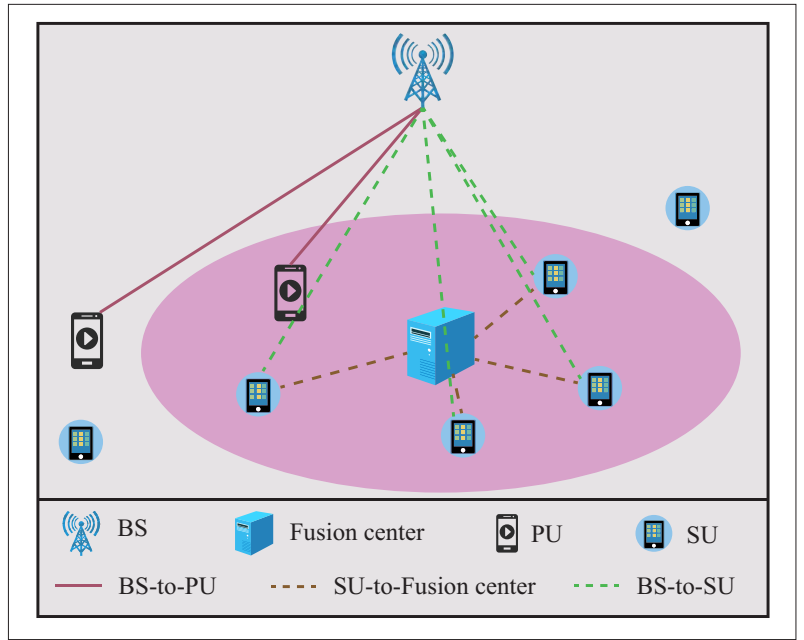 BS
Fusion center
PU
SU
BS-to-PU
SU-to-Fusion center
BS-to-SU